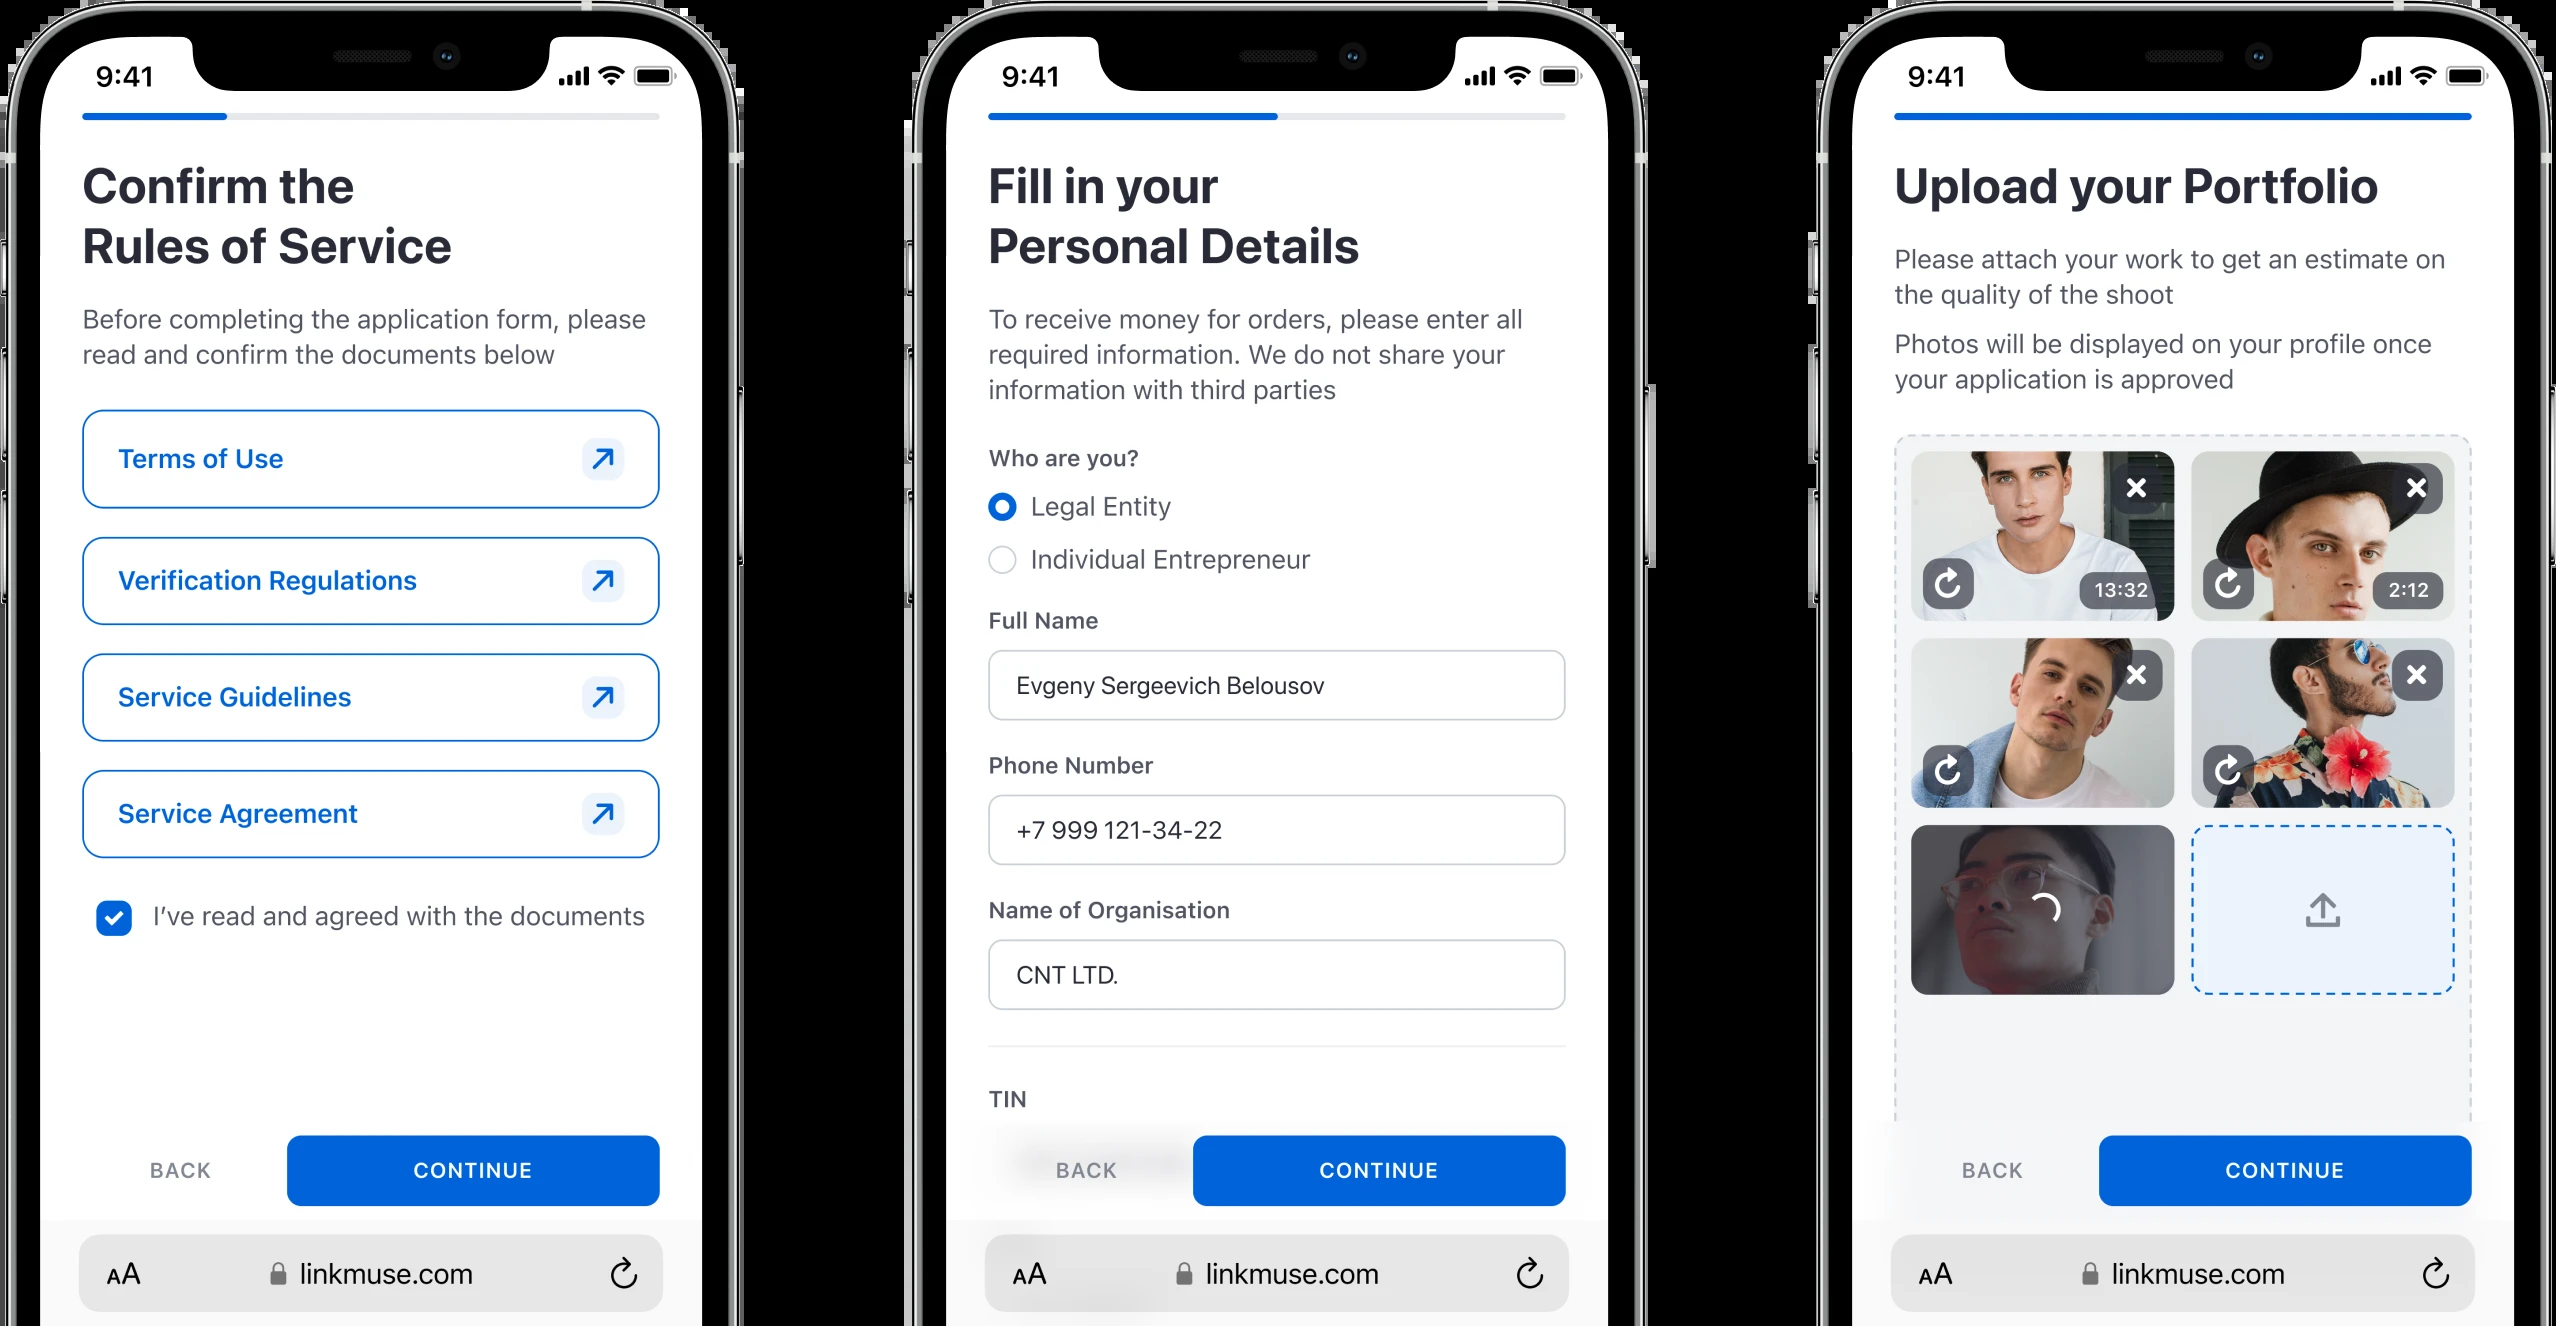 9:41
Confirm the
Rules of Service
Before completing the application form, please
read and confirm the documents below
Terms of Use
Verification Regulations
Service Guidelines
Service Agreement
I’ve read and agreed with the documents
BACK
CONTINUE
AA
linkmuse.com
9:41
Fill in your
Personal Details
To receive money for orders, please enter all
required information. We do not share your
information with third parties
Who are you?
Legal Entity
Individual Entrepreneur
Full Name
Evgeny Sergeevich Belousov
Phone Number
+7 999 121-34-22
Name of Organisation
CNT LTD.
TIN
BACK
CONTINUE
AA
linkmuse.com
9:41
Upload your Portfolio
Please attach your work to get an estimate on
the quality of the shoot
Photos will be displayed on your profile once
your application is approved
13:32
2:12
BACK
CONTINUE
AA
linkmuse.com